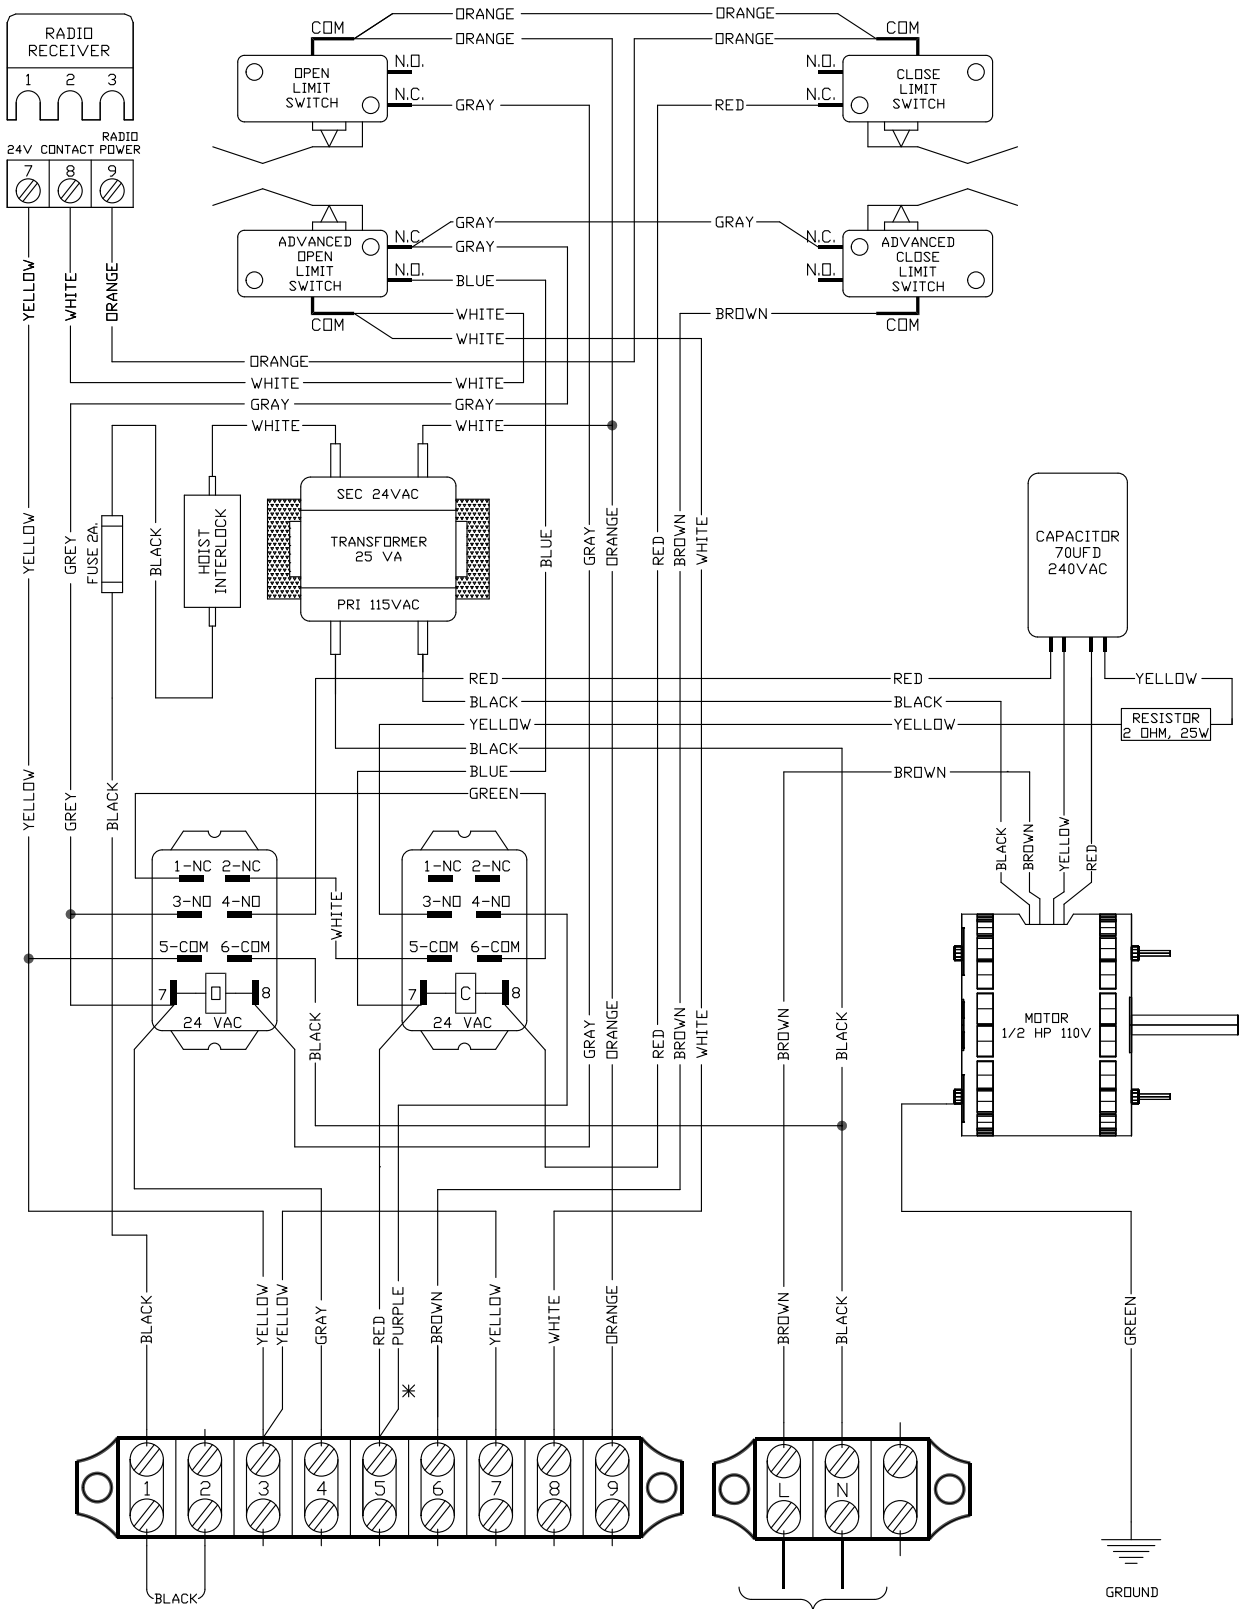 RADIO
RECEIVER
1 2 3
24V CONTACT
RADIO
POWER
7 8 9
COM
ORANGE
ORANGE
ORANGE
ORANGE
COM
OPEN
LIMIT
SWITCH
N.O.
N.C.
GRAY
RED
N.O.
N.C.
CLOSE
LIMIT
SWITCH
ADVANCED
OPEN
LIMIT
SWITCH
N.C.
N.O.
COM
GRAY
GRAY
GRAY
BLUE
WHITE
WHITE
BROWN
N.C.
N.O.
ADVANCED
CLOSE
LIMIT
SWITCH
COM
YELLOW
WHITE
ORANGE
ORANGE
WHITE
WHITE
GRAY
GRAY
WHITE
WHITE
SEC 24VAC
TRANSFORMER
25 VA
PRI 115VAC
YELLOW
GREY
FUSE 2A.
BLACK
HOIST
INTERLOCK
BLUE
GRAY
ORANGE
RED
BROWN
WHITE
CAPACITOR
70UFD
240VAC
RED
RED
YELLOW
BLACK
BLACK
YELLOW
YELLOW
RESISTOR
2 OHM, 25W
BLACK
BLUE
BROWN
GREEN
YELLOW
GREY
BLACK
BLACK
BROWN
YELLOW
RED
1-NC 2-NC
3-NO 4-NO
5-COM 6-COM
7 O 8
24 VAC
WHITE
1-NC 2-NC
3-NO 4-NO
5-COM 6-COM
7 C 8
24 VAC
BLACK
GRAY
ORANGE
RED
BROWN
WHITE
BROWN
BLACK
MOTOR
1/2 HP 110V
BLACK
YELLOW
YELLOW
GRAY
RED
PURPLE
*
BROWN
YELLOW
WHITE
ORANGE
BROWN
BLACK
GREEN
1 2 3 4 5 6 7 8 9
L N
BLACK
GROUND